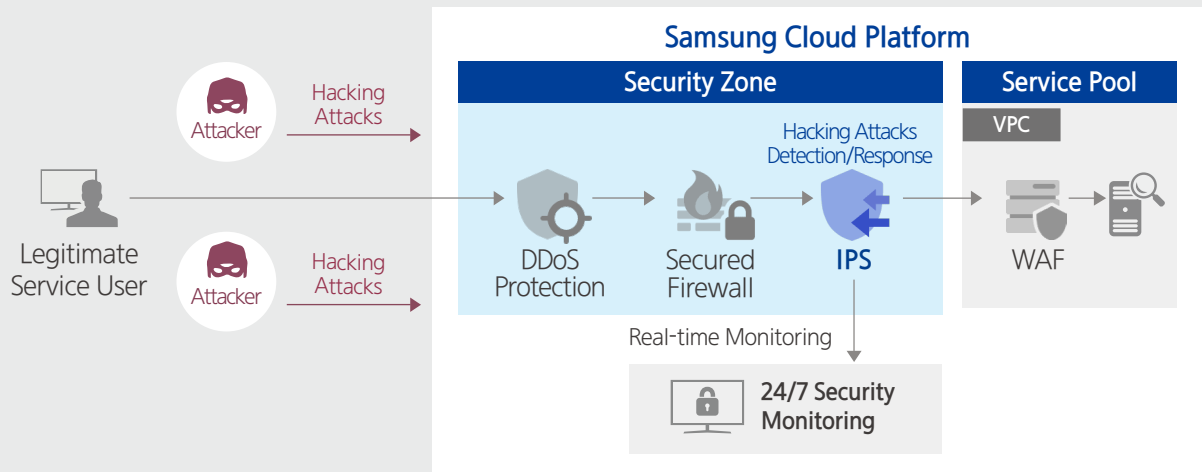 Samsung Cloud Platform
Security Zone
Service Pool
Attacker
Hacking
Attacks
VPC
Hacking Attacks
Detection/Response
Legitimate
Service User
Attacker
Hacking
Attacks
DDoS
Protection
Secured
Firewall
IPS
WAF
Real-time Monitoring
24/7 Security
Monitoring